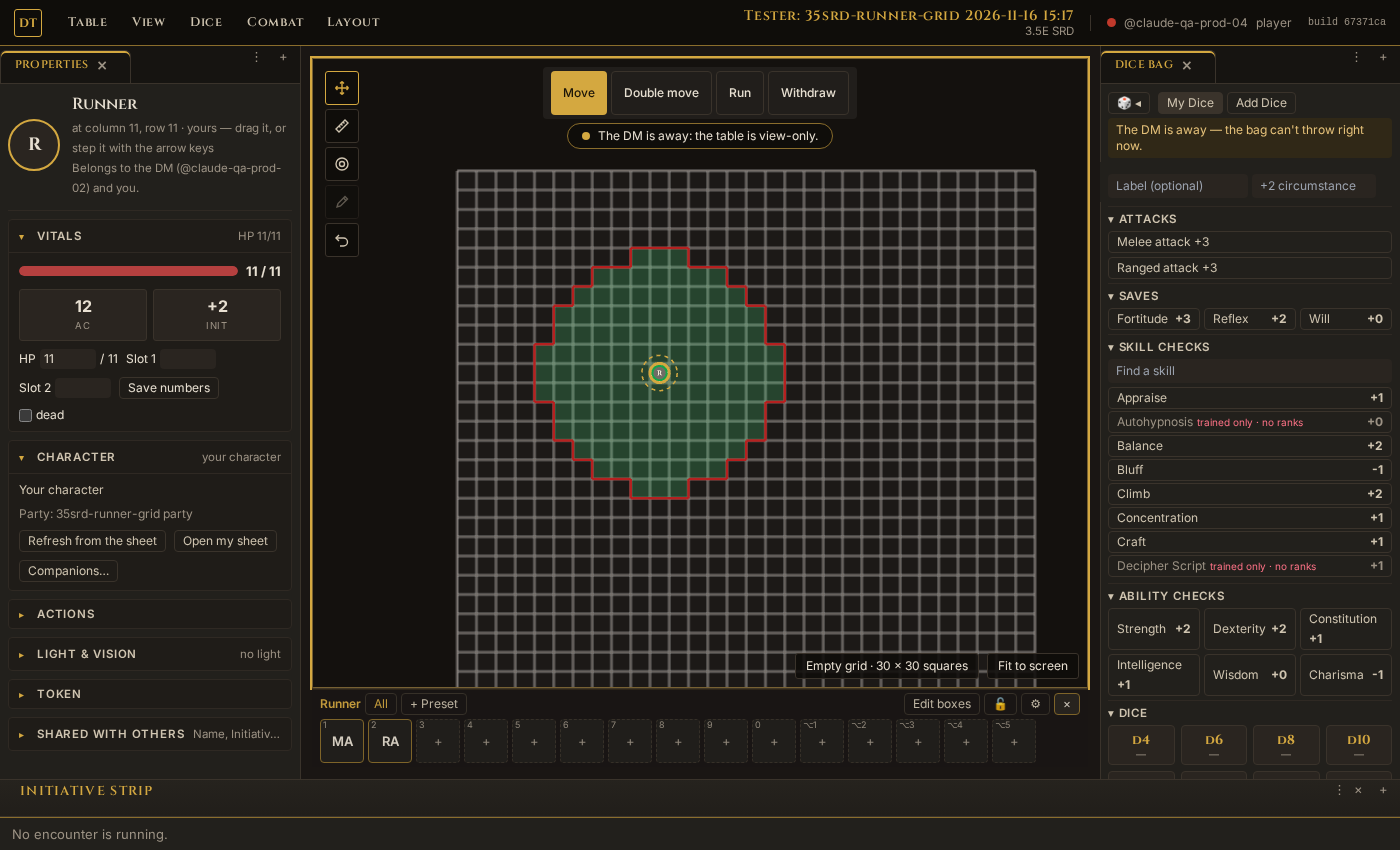 DT
TABLE
VIEW
DICE
COMBAT
LAYOUT
TESTER: 35SRD-RUNNER-GRID 2026-11-16 15:17
3.5E SRD
@claude-qa-prod-04 player
build 67371ca
PROPERTIES ×
⋮ +
RUNNER
R
at column 11, row 11 · yours — drag it, or
step it with the arrow keys
Belongs to the DM (@claude-qa-prod-
02) and you.
▾ VITALS HP 11/11
11 / 11
12
AC
+2
INIT
HP 11 / 11 Slot 1
Slot 2 Save numbers
dead
▾ CHARACTER your character
Your character
Party: 35srd-runner-grid party
Refresh from the sheet Open my sheet
Companions...
▸ ACTIONS
▸ LIGHT & VISION no light
▸ TOKEN
▸ SHARED WITH OTHERS Name, Initiativ...
Move Double move Run Withdraw
The DM is away: the table is view-only.
R
Empty grid · 30 × 30 squares Fit to screen
Runner All + Preset Edit boxes ×
1 2 3 4 5 6 7 8 9 0 ⌥1 ⌥2 ⌥3 ⌥4 ⌥5
MA RA + + + + + + + + + + + + +
DICE BAG ×
⋮ +
◂ My Dice Add Dice
The DM is away — the bag can't throw right
now.
Label (optional) +2 circumstance
▾ ATTACKS
Melee attack +3
Ranged attack +3
▾ SAVES
Fortitude +3 Reflex +2 Will +0
▾ SKILL CHECKS
Find a skill
Appraise +1
Autohypnosis trained only · no ranks +0
Balance +2
Bluff -1
Climb +2
Concentration +1
Craft +1
Decipher Script trained only · no ranks +1
▾ ABILITY CHECKS
Strength +2 Dexterity +2 Constitution +1
Intelligence +1 Wisdom +0 Charisma -1
▾ DICE
D4 D6 D8 D10
— — — —
INITIATIVE STRIP ⋮ × +
No encounter is running.